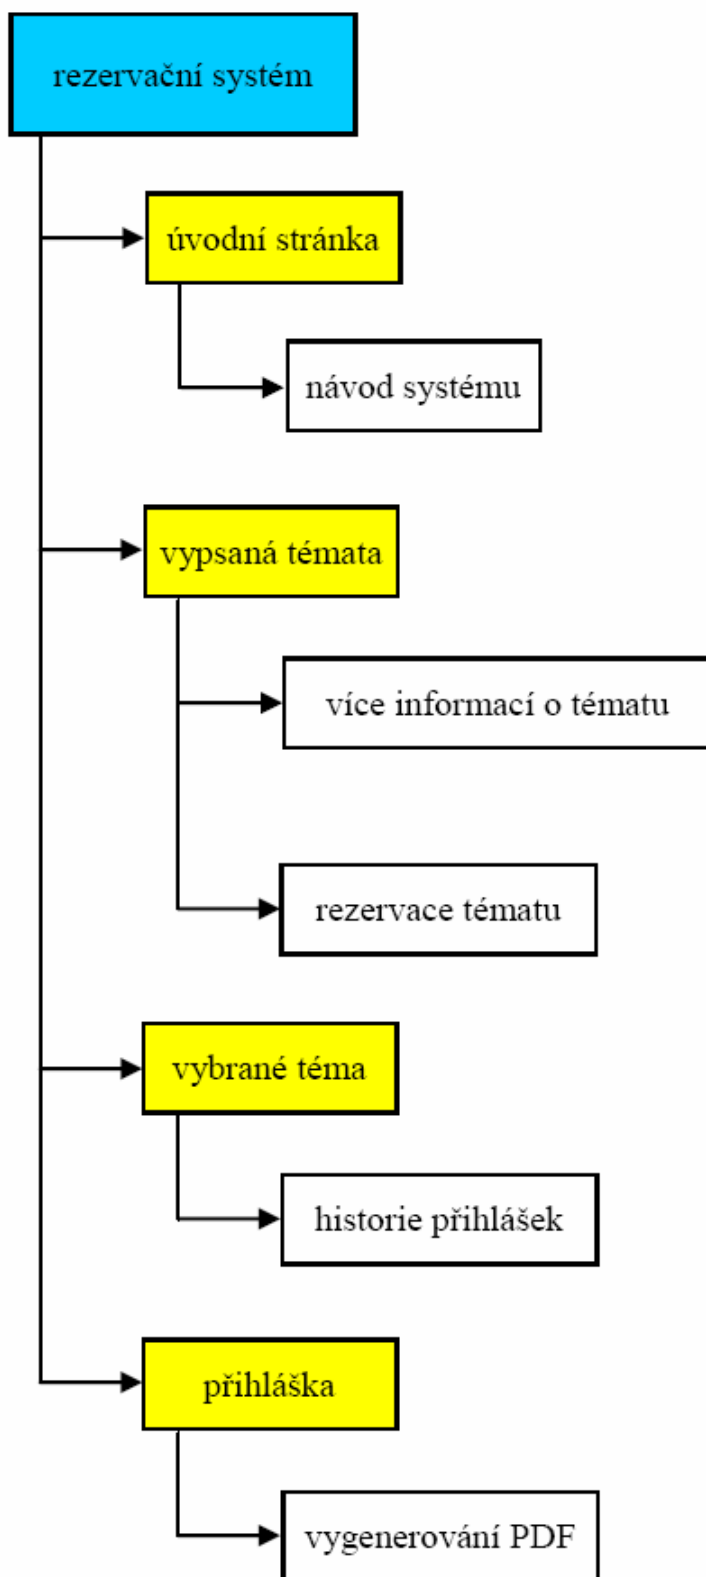 rezervační systém
úvodní stránka
návod systému
vypsaná témata
více informací o tématu
rezervace tématu
vybrané téma
historie přihlášek
přihláška
vygenerování PDF